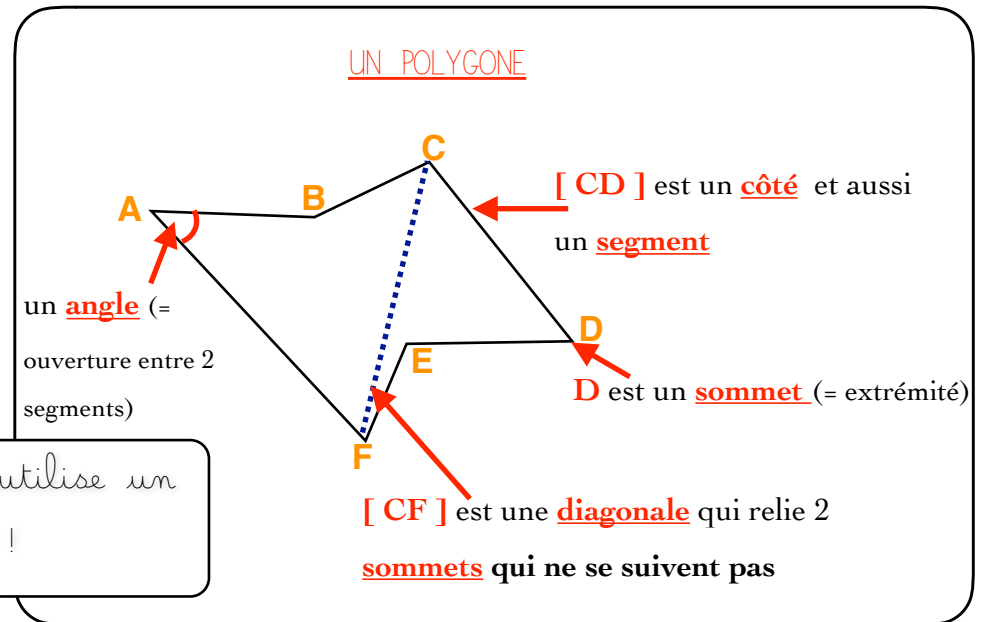 UN POLYGONE
C
[ CD ] est un côté et aussi
un segment
B
A
un angle (=
ouverture entre 2
segments)
D
E
D est un sommet (= extrémité)
F
utilise un
!
[ CF ] est une diagonale qui relie 2
sommets qui ne se suivent pas